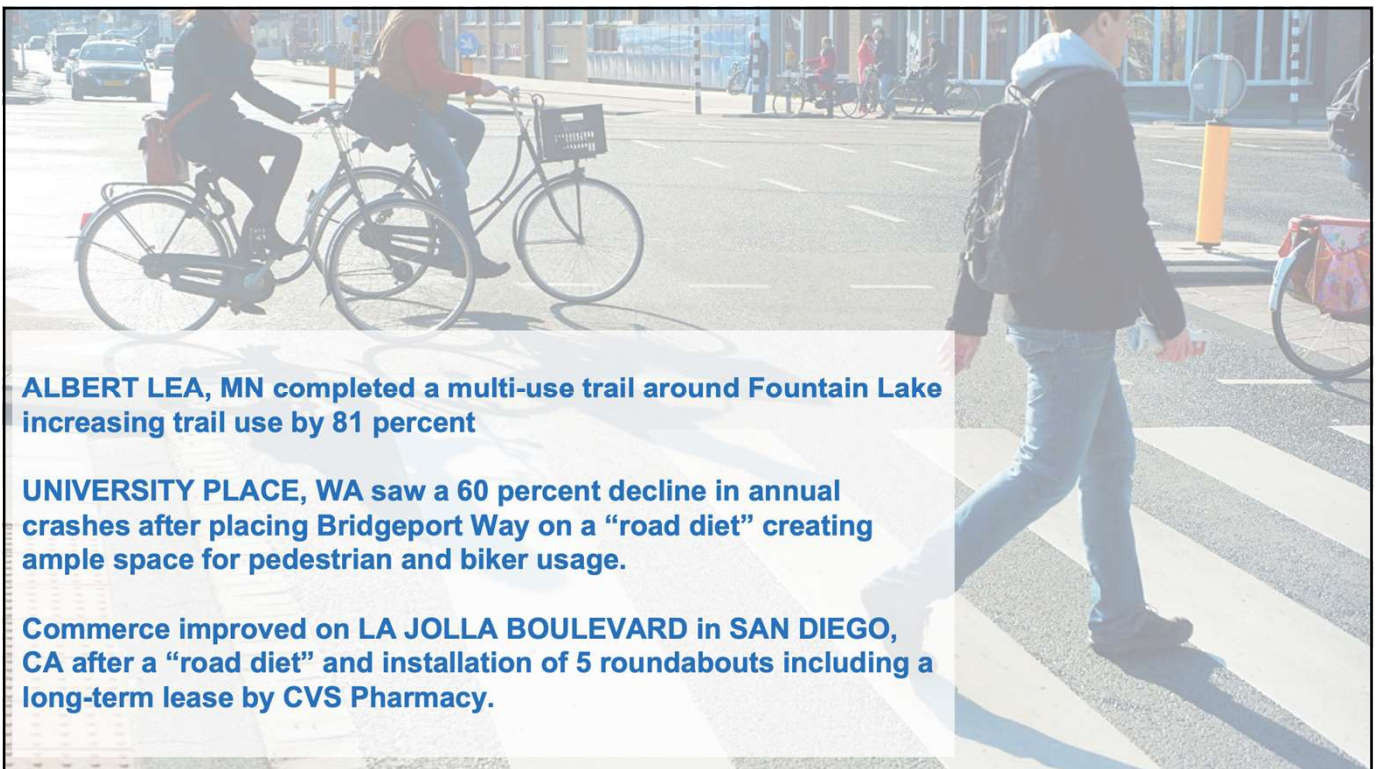 ALBERT LEA, MN completed a multi-use trail around Fountain Lake
increasing trail use by 81 percent
UNIVERSITY PLACE, WA saw a 60 percent decline in annual
crashes after placing Bridgeport Way on a “road diet” creating
ample space for pedestrian and biker usage.
Commerce improved on LA JOLLA BOULEVARD in SAN DIEGO,
CA after a “road diet” and installation of 5 roundabouts including a
long-term lease by CVS Pharmacy.